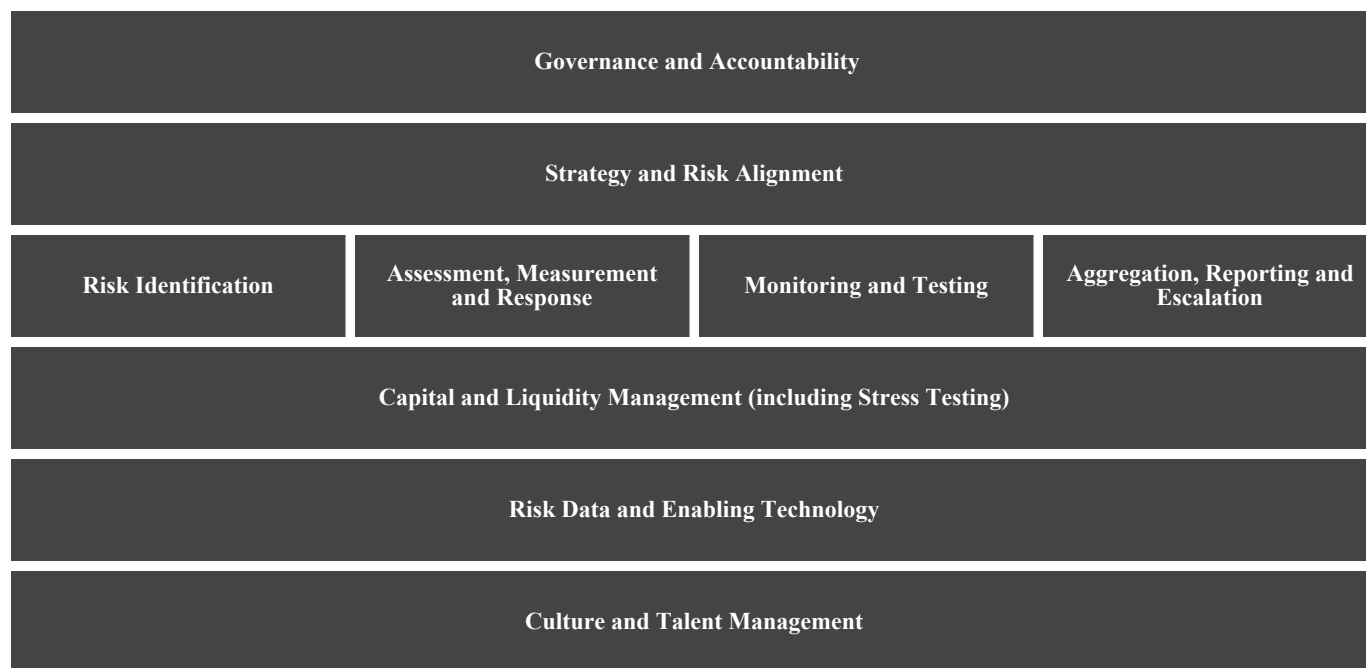 Governance and Accountability
Strategy and Risk Alignment
Risk Identification
Assessment, Measurement
and Response
Monitoring and Testing
Aggregation, Reporting and
Escalation
Capital and Liquidity Management (including Stress Testing)
Risk Data and Enabling Technology
Culture and Talent Management